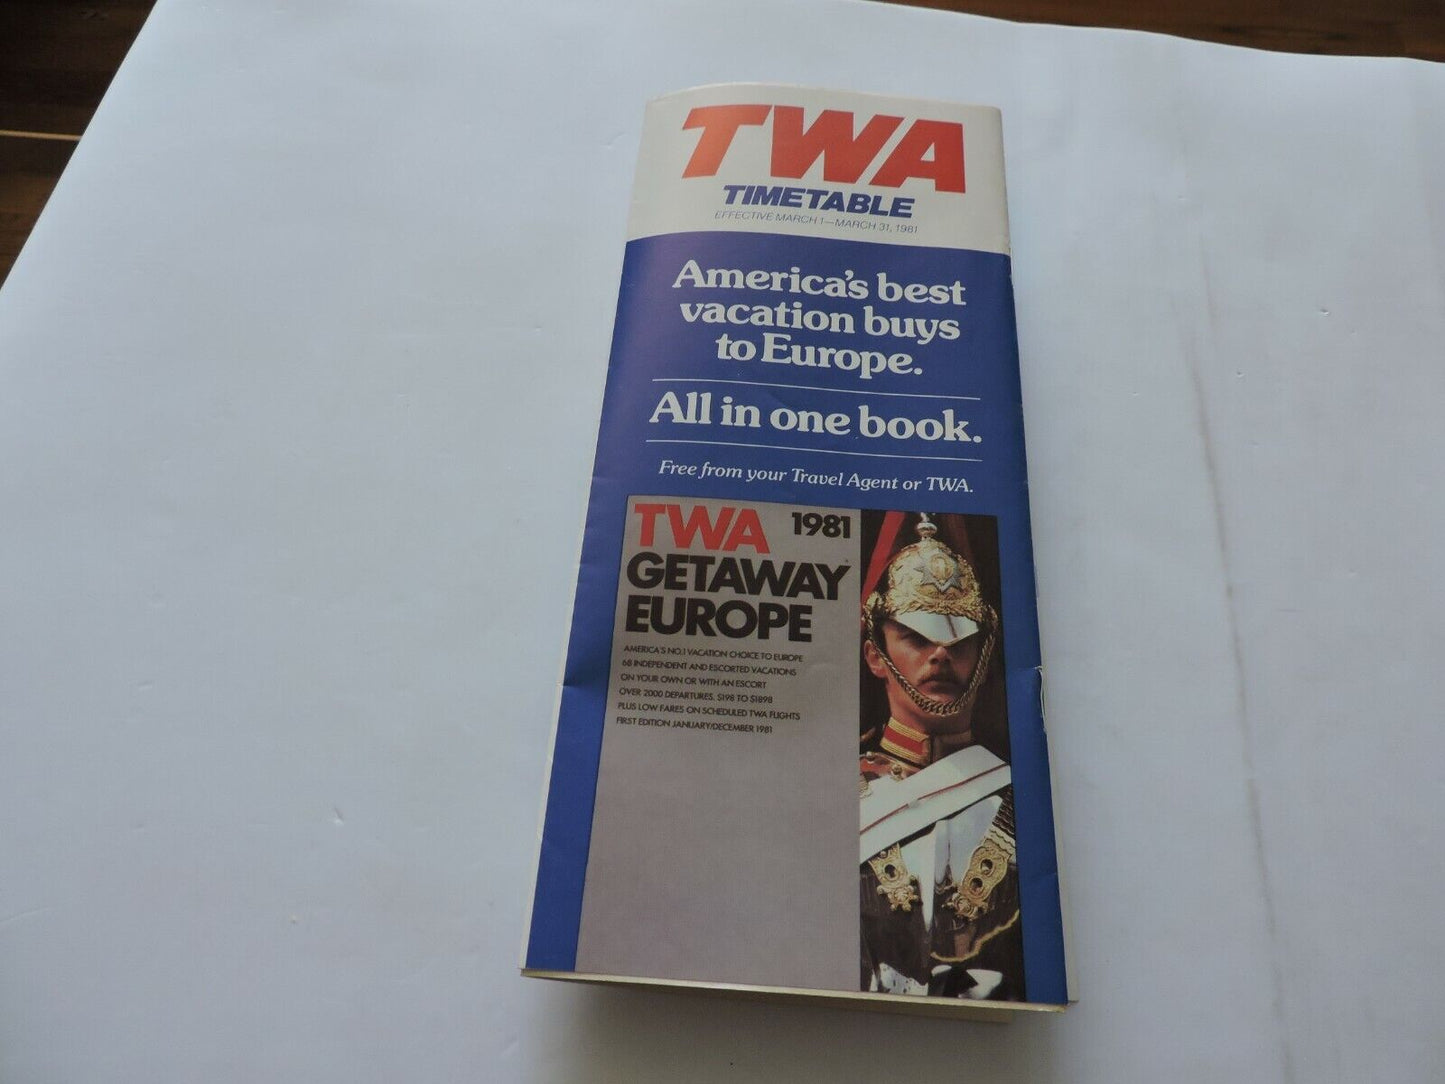 TWA
TIMETABLE
EFFECTIVE MARCH 1—MARCH 31, 1981
America's best
vacation buys
to Europe.
All in one book.
Free from your Travel Agent or TWA.
TWA 1981
GETAWAY
EUROPE
AMERICA'S NO.1 VACATION CHOICE TO EUROPE
68 INDEPENDENT AND ESCORTED VACATIONS
ON YOUR OWN OR WITH AN ESCORT
OVER 2000 DEPARTURES, $198 TO $1898
PLUS LOW FARES ON SCHEDULED TWA FLIGHTS
FIRST EDITION JANUARY/DECEMBER 1981